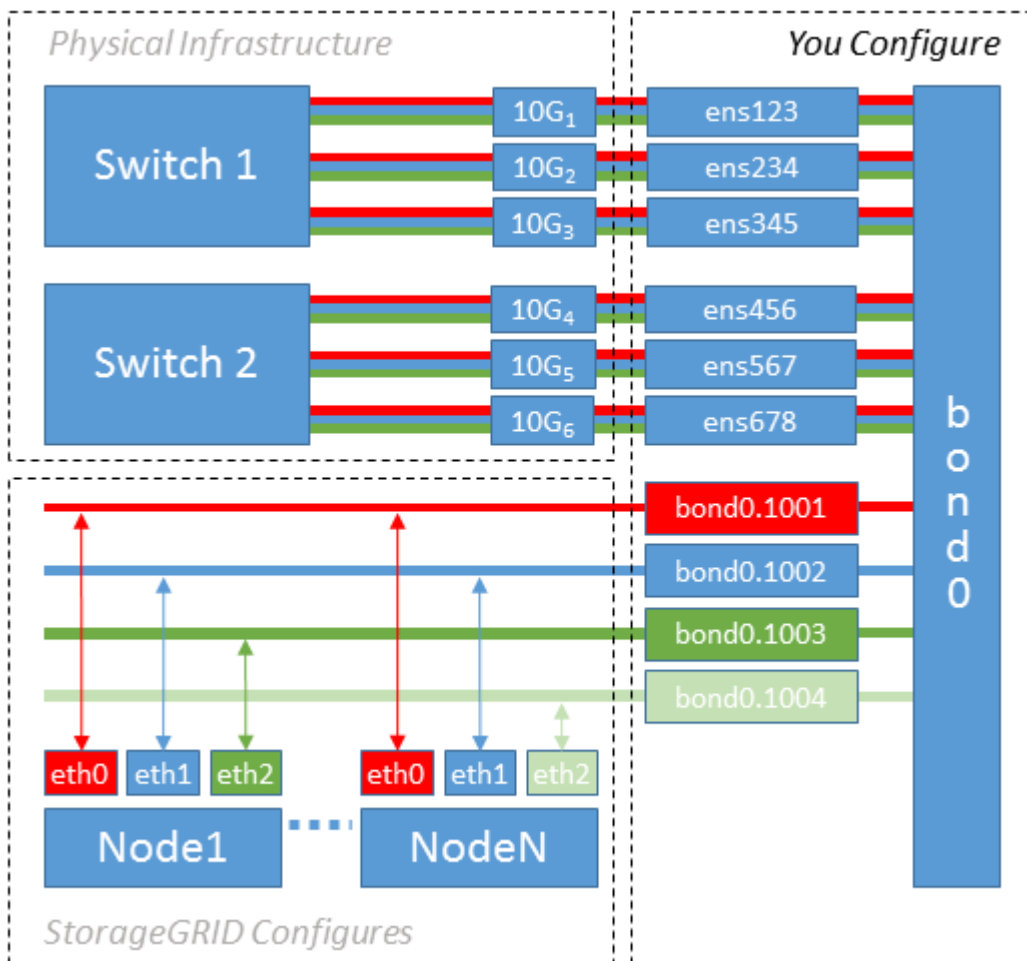 Physical Infrastructure
You Configure
Switch 1
10G₁
ens123
10G₂
ens234
10G₃
ens345
Switch 2
10G₄
ens456
10G₅
ens567
10G₆
ens678
bond0
bond0.1001
bond0.1002
bond0.1003
bond0.1004
eth0 eth1 eth2
eth0 eth1 eth2
Node1
NodeN
StorageGRID Configures